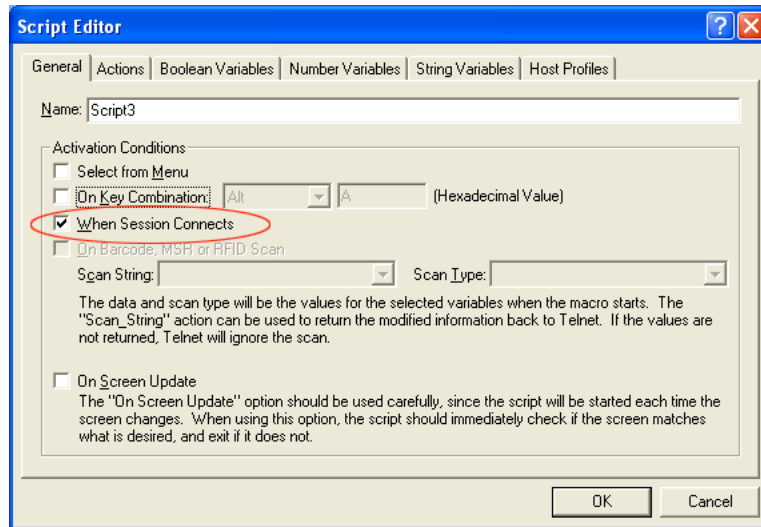 Script Editor
General Actions Boolean Variables Number Variables String Variables Host Profiles
Name: Script3
Activation Conditions
Select from Menu
On Key Combination: Alt A (Hexadecimal Value)
When Session Connects
On Barcode, MSR or RFID Scan
Scan String: Scan Type:
The data and scan type will be the values for the selected variables when the macro starts. The
"Scan_String" action can be used to return the modified information back to Telnet. If the values are
not returned, Telnet will ignore the scan.
On Screen Update
The "On Screen Update" option should be used carefully, since the script will be started each time the
screen changes. When using this option, the script should immediately check if the screen matches
what is desired, and exit if it does not.
OK Cancel